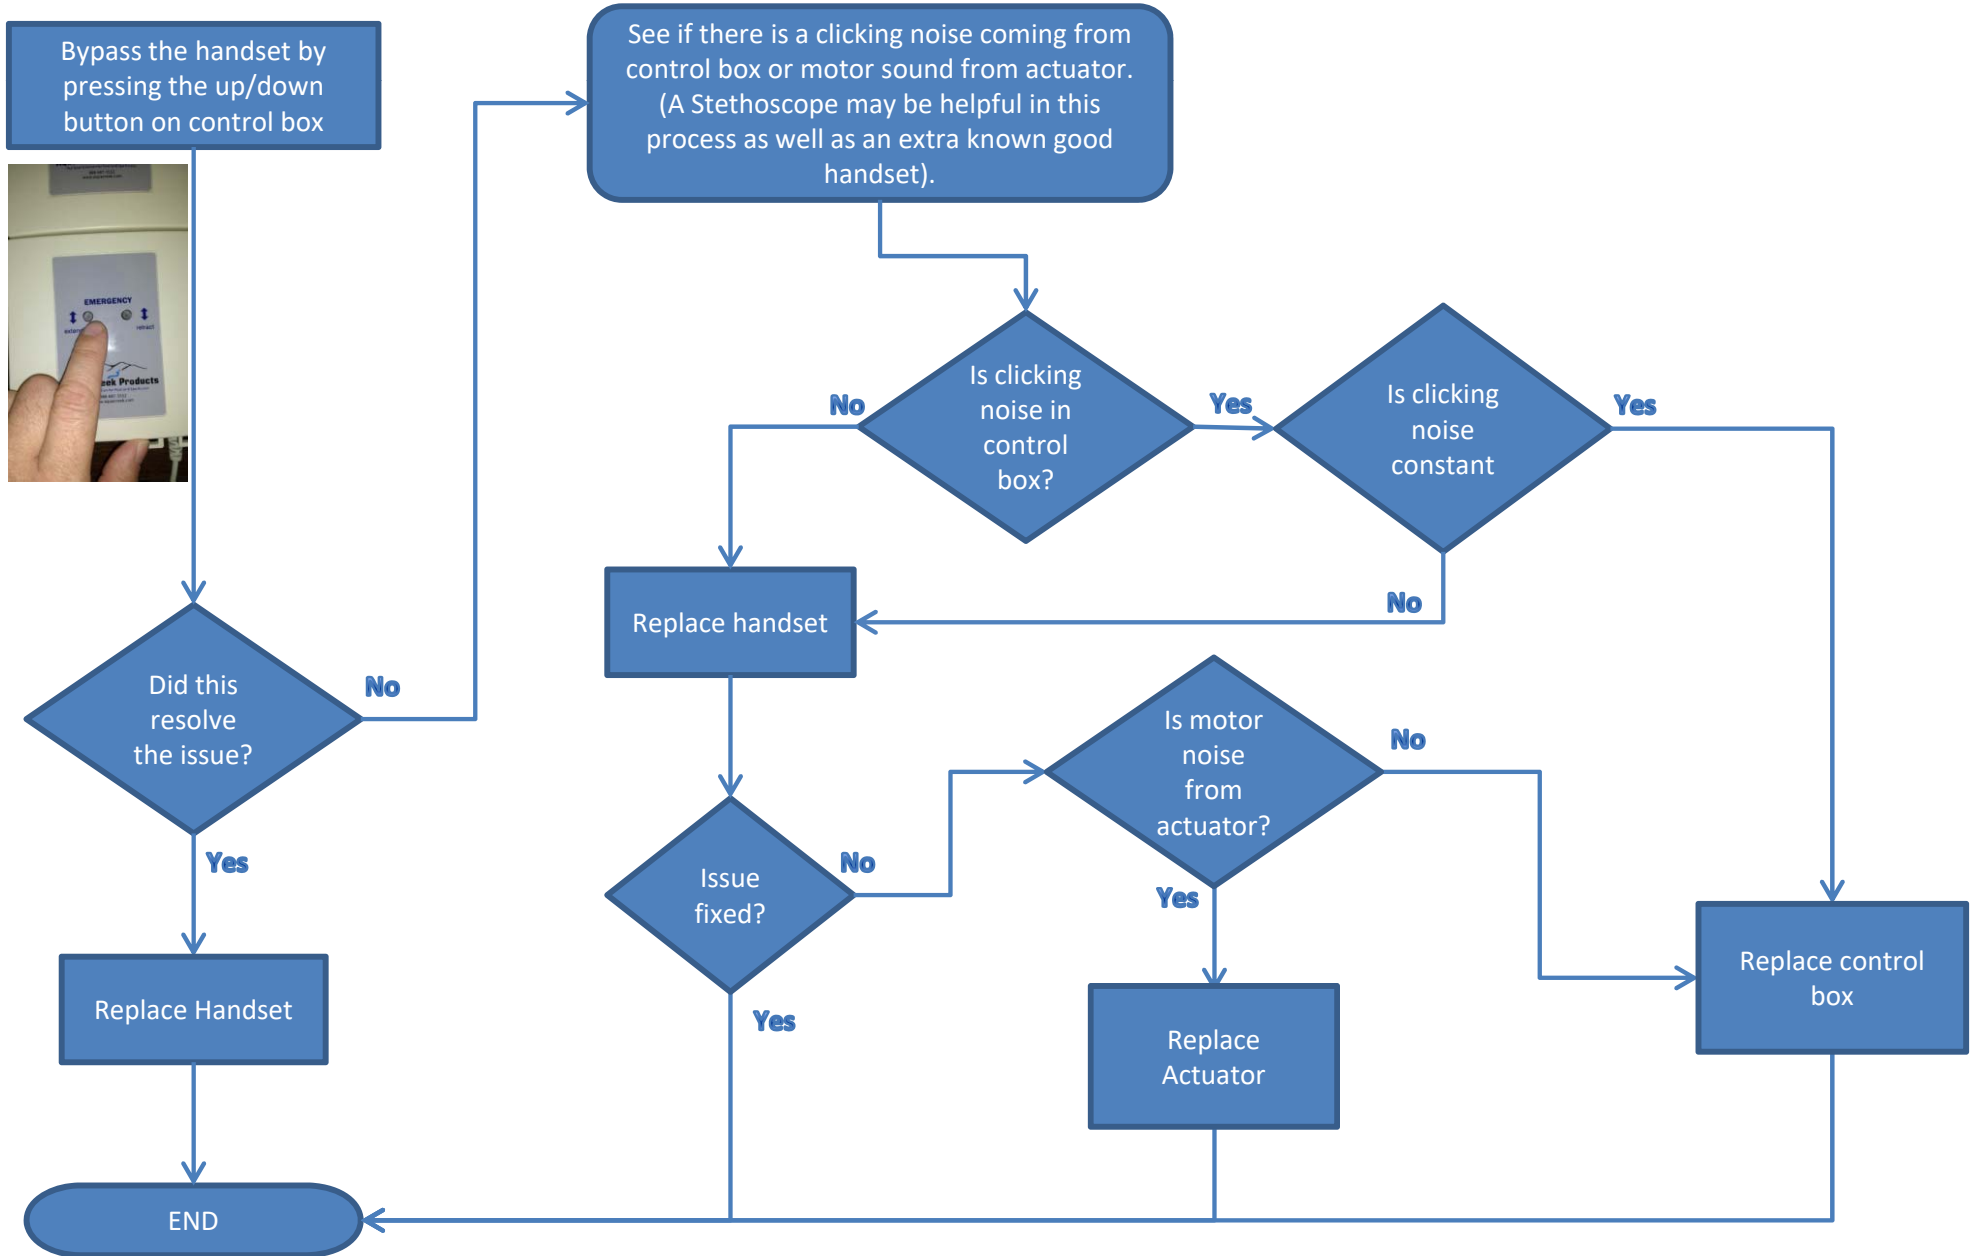 Bypass the handset by
pressing the up/down
button on control box
EMERGENCY
retract
eek Products
Did this
resolve
the issue?
No
Yes
Replace Handset
END
See if there is a clicking noise coming from
control box or motor sound from actuator.
(A Stethoscope may be helpful in this
process as well as an extra known good
handset).
Is clicking
noise in
control
box?
No
Yes
Is clicking
noise
constant
Yes
No
Replace handset
Issue
fixed?
No
Yes
Is motor
noise
from
actuator?
No
Yes
Replace
Actuator
Replace control
box